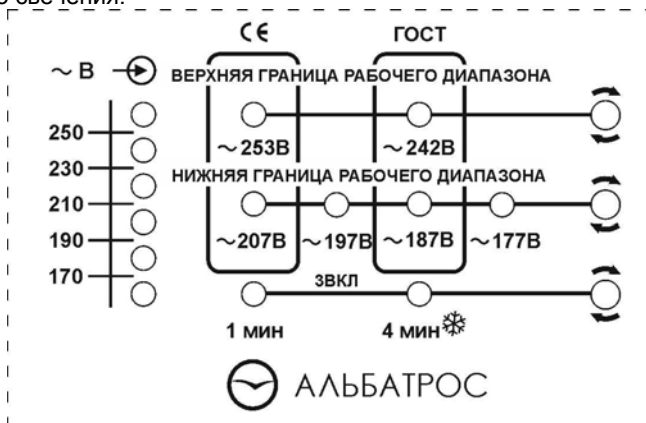 о свечения.
CE ГОСТ
~ В
ВЕРХНЯЯ ГРАНИЦА РАБОЧЕГО ДИАПАЗОНА
250
~253В ~242В
230
НИЖНЯЯ ГРАНИЦА РАБОЧЕГО ДИАПАЗОНА
210
190
~207В ~197В ~187В ~177В
170
ЗВКЛ
1 мин 4 мин
АЛЬБАТРОС